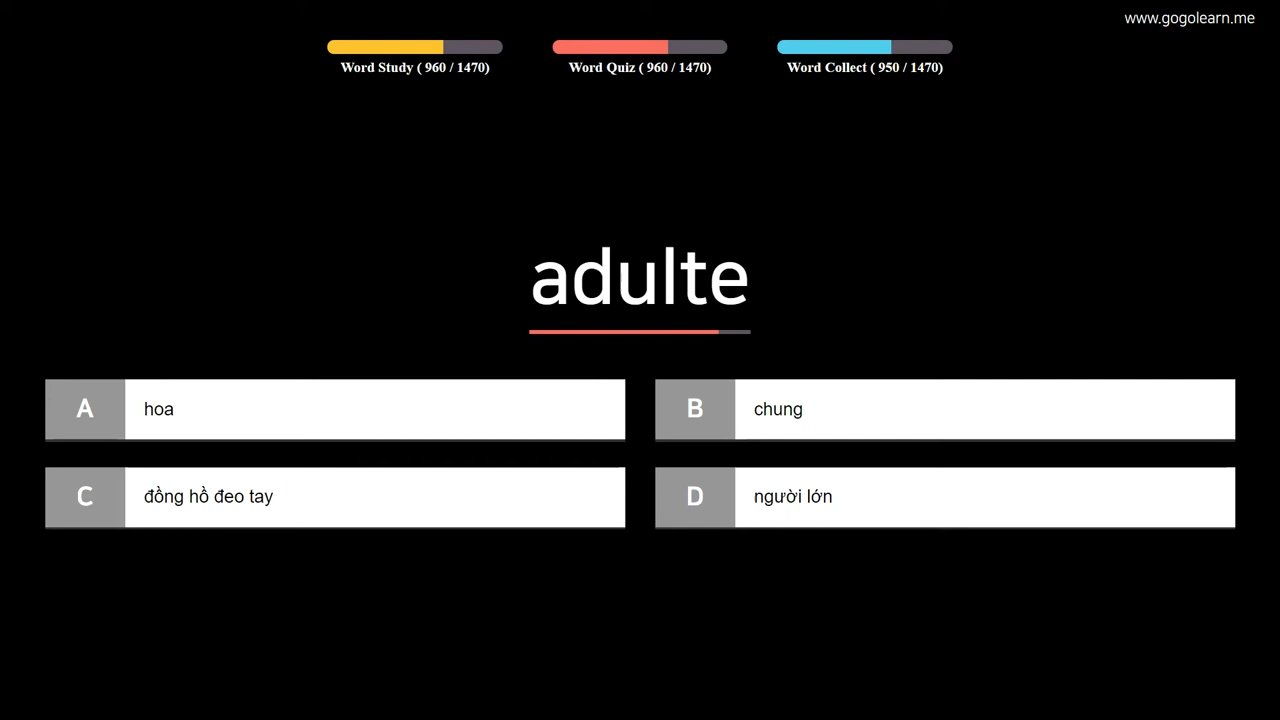 www.gogolearn.me
Word Study ( 960 / 1470)
Word Quiz ( 960 / 1470)
Word Collect ( 950 / 1470)
adulte
A hoa
B chung
C đồng hồ đeo tay
D người lớn